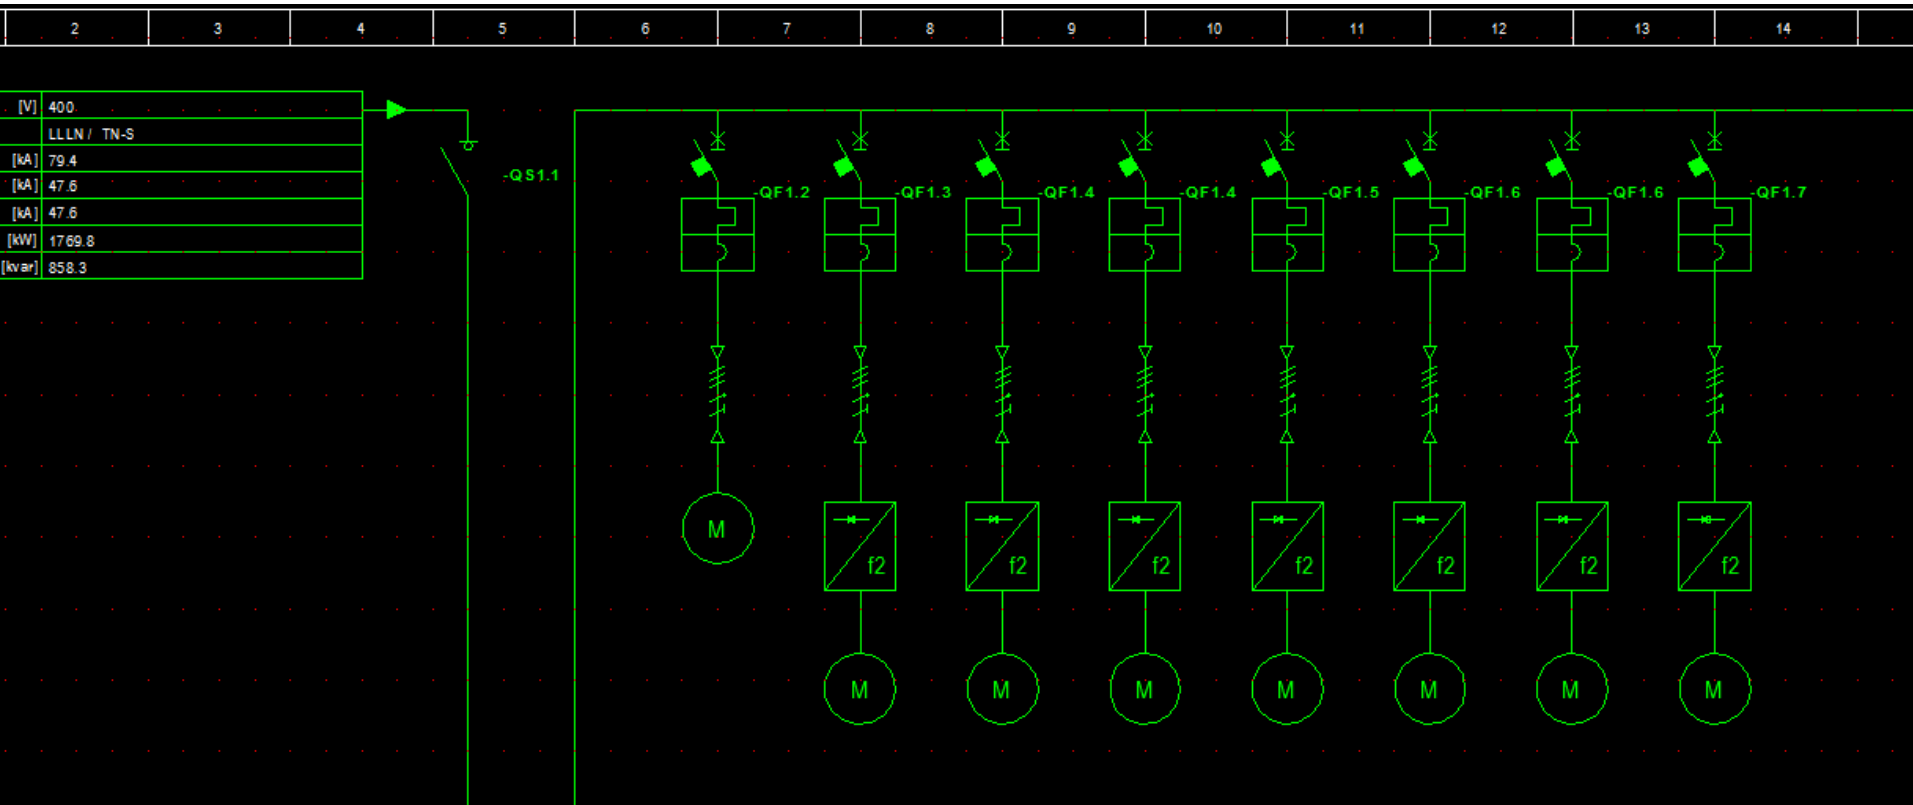 2 3 4 5 6 7 8 9 10 11 12 13 14
[V] 400
LLLN / TN-S
[kA] 79.4
[kA] 47.6
[kA] 47.6
[kW] 1769.8
[kvar] 858.3
-QS1.1
-QF1.2 -QF1.3 -QF1.4 -QF1.4 -QF1.5 -QF1.6 -QF1.6 -QF1.7
M
f2 f2 f2 f2 f2 f2 f2
M M M M M M M